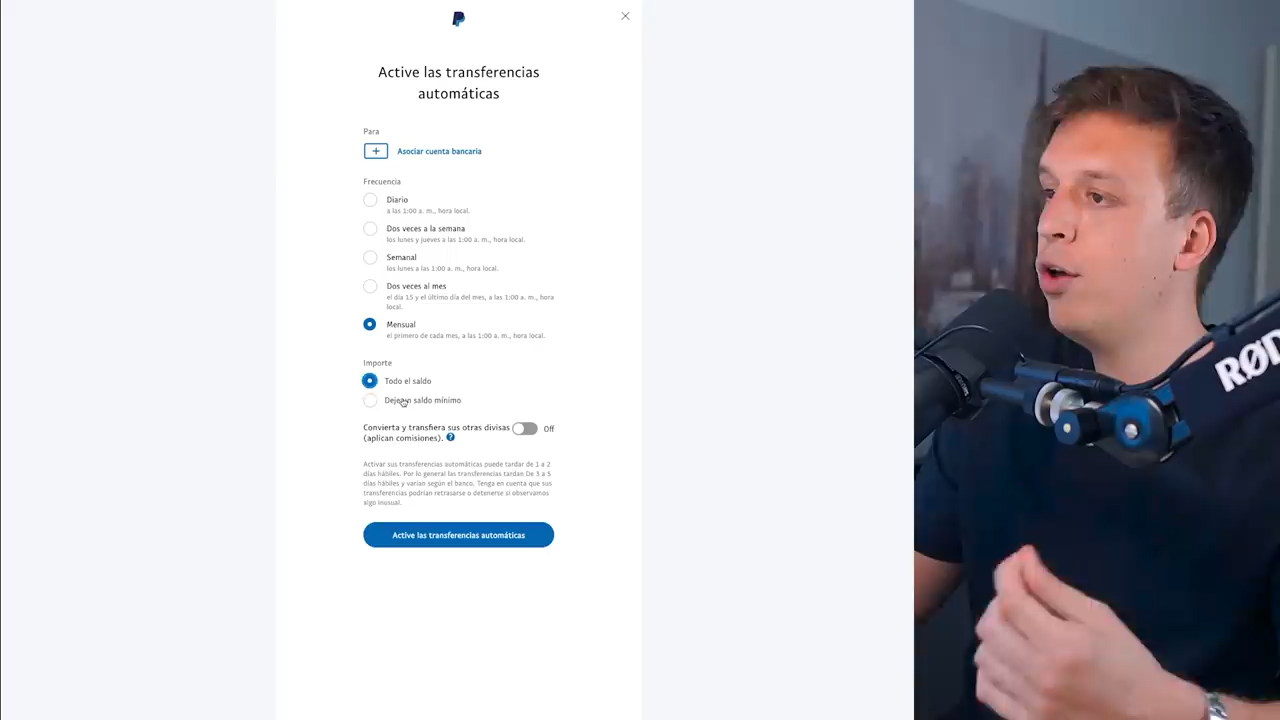 Active las transferencias
automáticas
Para
Asociar cuenta bancaria
Frecuencia
Diario
a las 1:00 a. m., hora local.
Dos veces a la semana
los lunes y jueves a las 1:00 a. m., hora local.
Semanal
los lunes a las 1:00 a. m., hora local.
Dos veces al mes
el día 15 y el último día del mes, a las 1:00 a. m., hora
local.
Mensual
el primero de cada mes, a las 1:00 a. m., hora local.
Importe
Todo el saldo
saldo mínimo
Convierta y transfiera sus otras divisas
(aplican comisiones). ?
Off
Activar sus transferencias automáticas puede tardar de 1 a 2
días hábiles. Por lo general las transferencias tardan De 3 a 5
días hábiles y varían según el banco. Tenga en cuenta que sus
transferencias podrían retrasarse o detenerse si observamos
algo inusual.
Active las transferencias automáticas
RØD